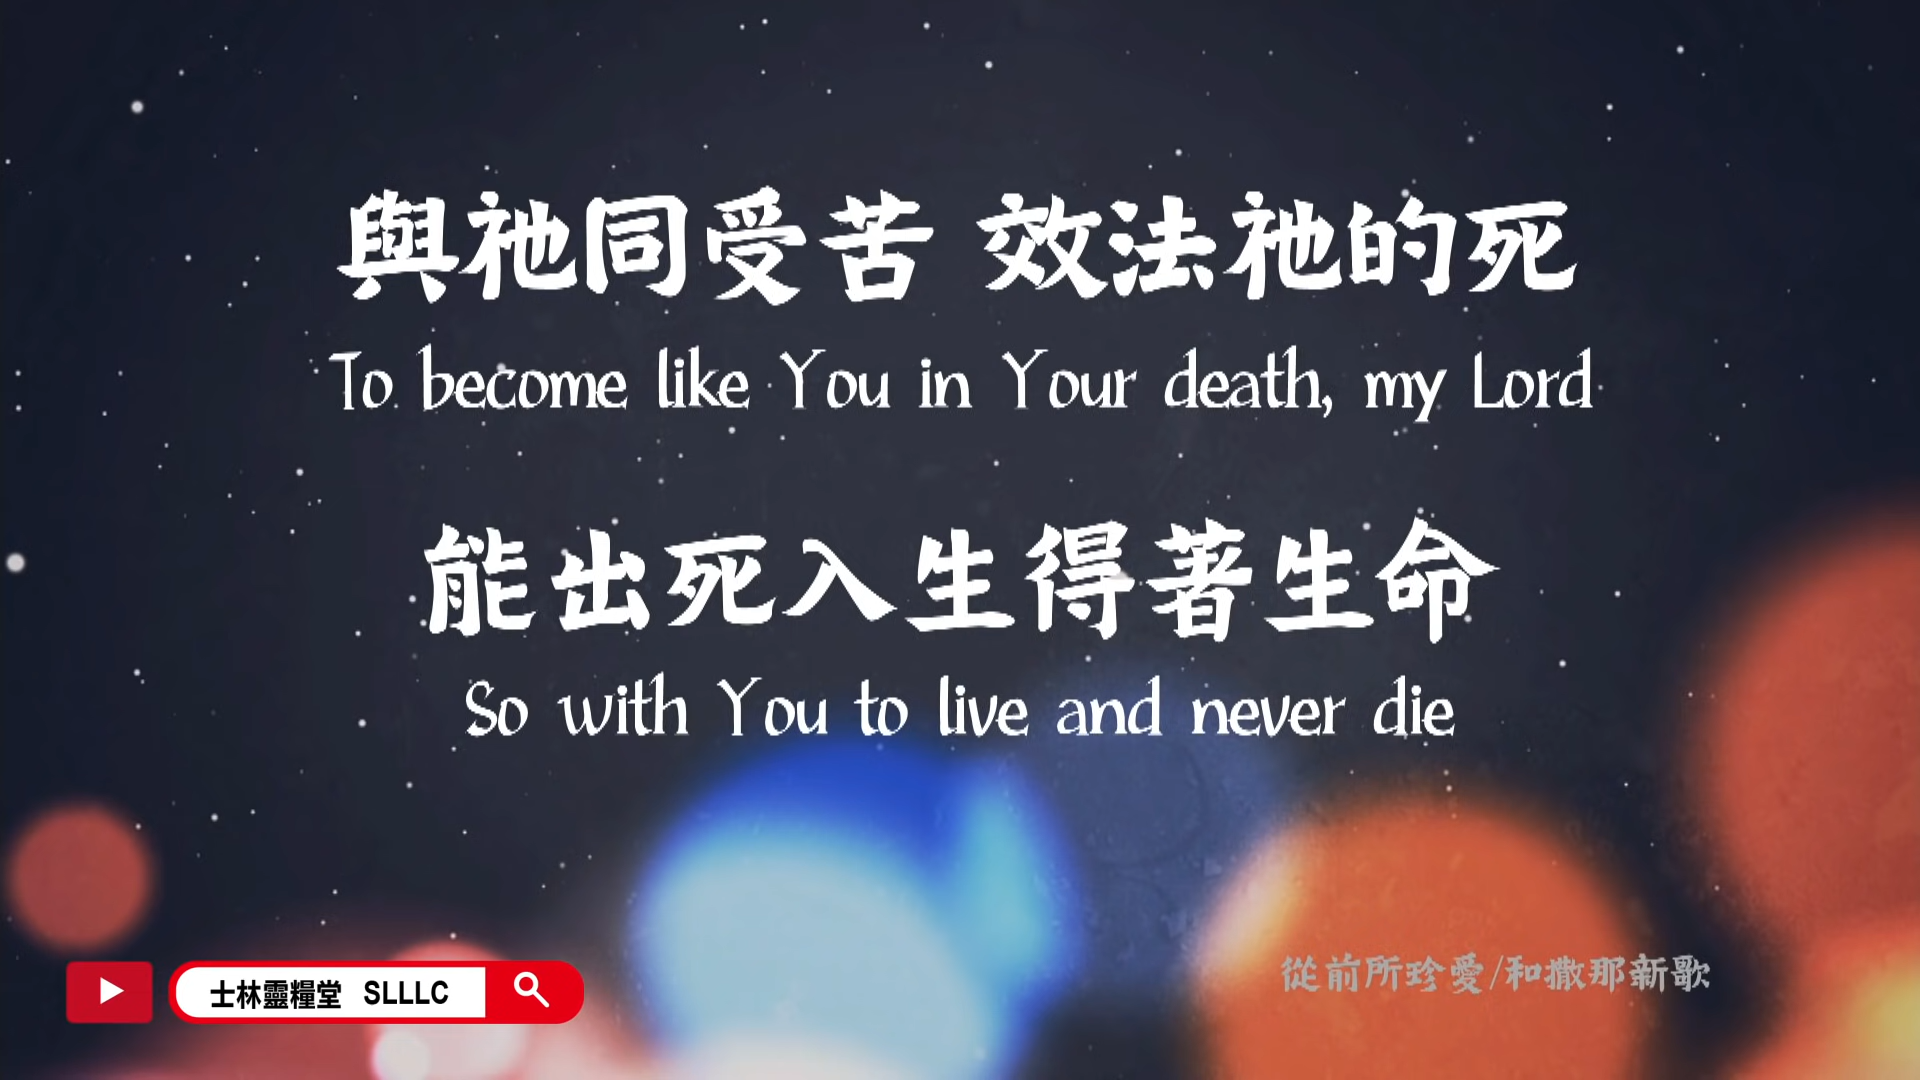 與祂同受苦 效法祂的死
To become like You in Your death, my Lord
能出死入生得著生命
So with You to live and never die
從前所珍愛/和撒那新歌
士林靈糧堂 SLLLC